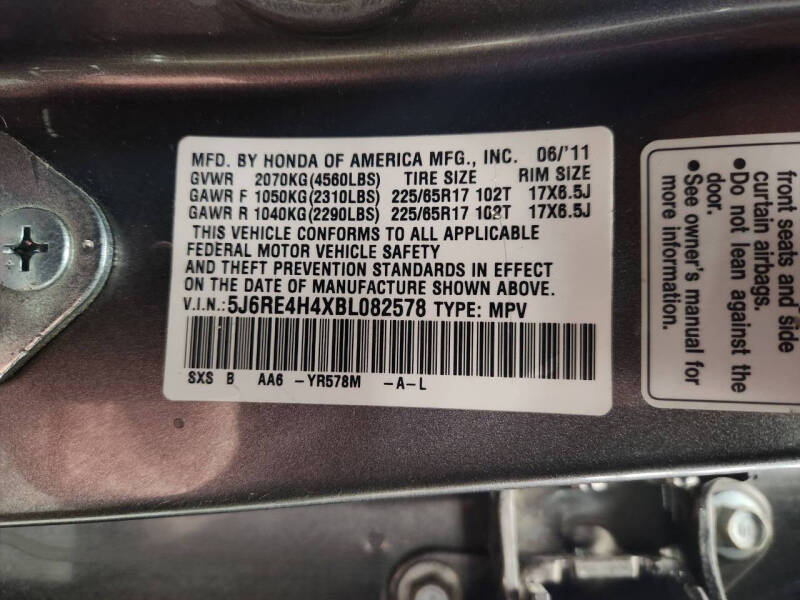 MFD. BY HONDA OF AMERICA MFG., INC. 06/'11
GVWR 2070KG(4560LBS) TIRE SIZE RIM SIZE
GAWR F 1050KG(2310LBS) 225/65R17 102T 17X6.5J
GAWR R 1040KG(2290LBS) 225/65R17 102T 17X6.5J
THIS VEHICLE CONFORMS TO ALL APPLICABLE
FEDERAL MOTOR VEHICLE SAFETY
AND THEFT PREVENTION STANDARDS IN EFFECT
ON THE DATE OF MANUFACTURE SHOWN ABOVE.
V.I.N.:5J6RE4H4XBL082578 TYPE: MPV
SXS B AA6 -YR578M -A-L
front seats and side
curtain airbags.
•Do not lean against the
door.
•See owner's manual for
more information.